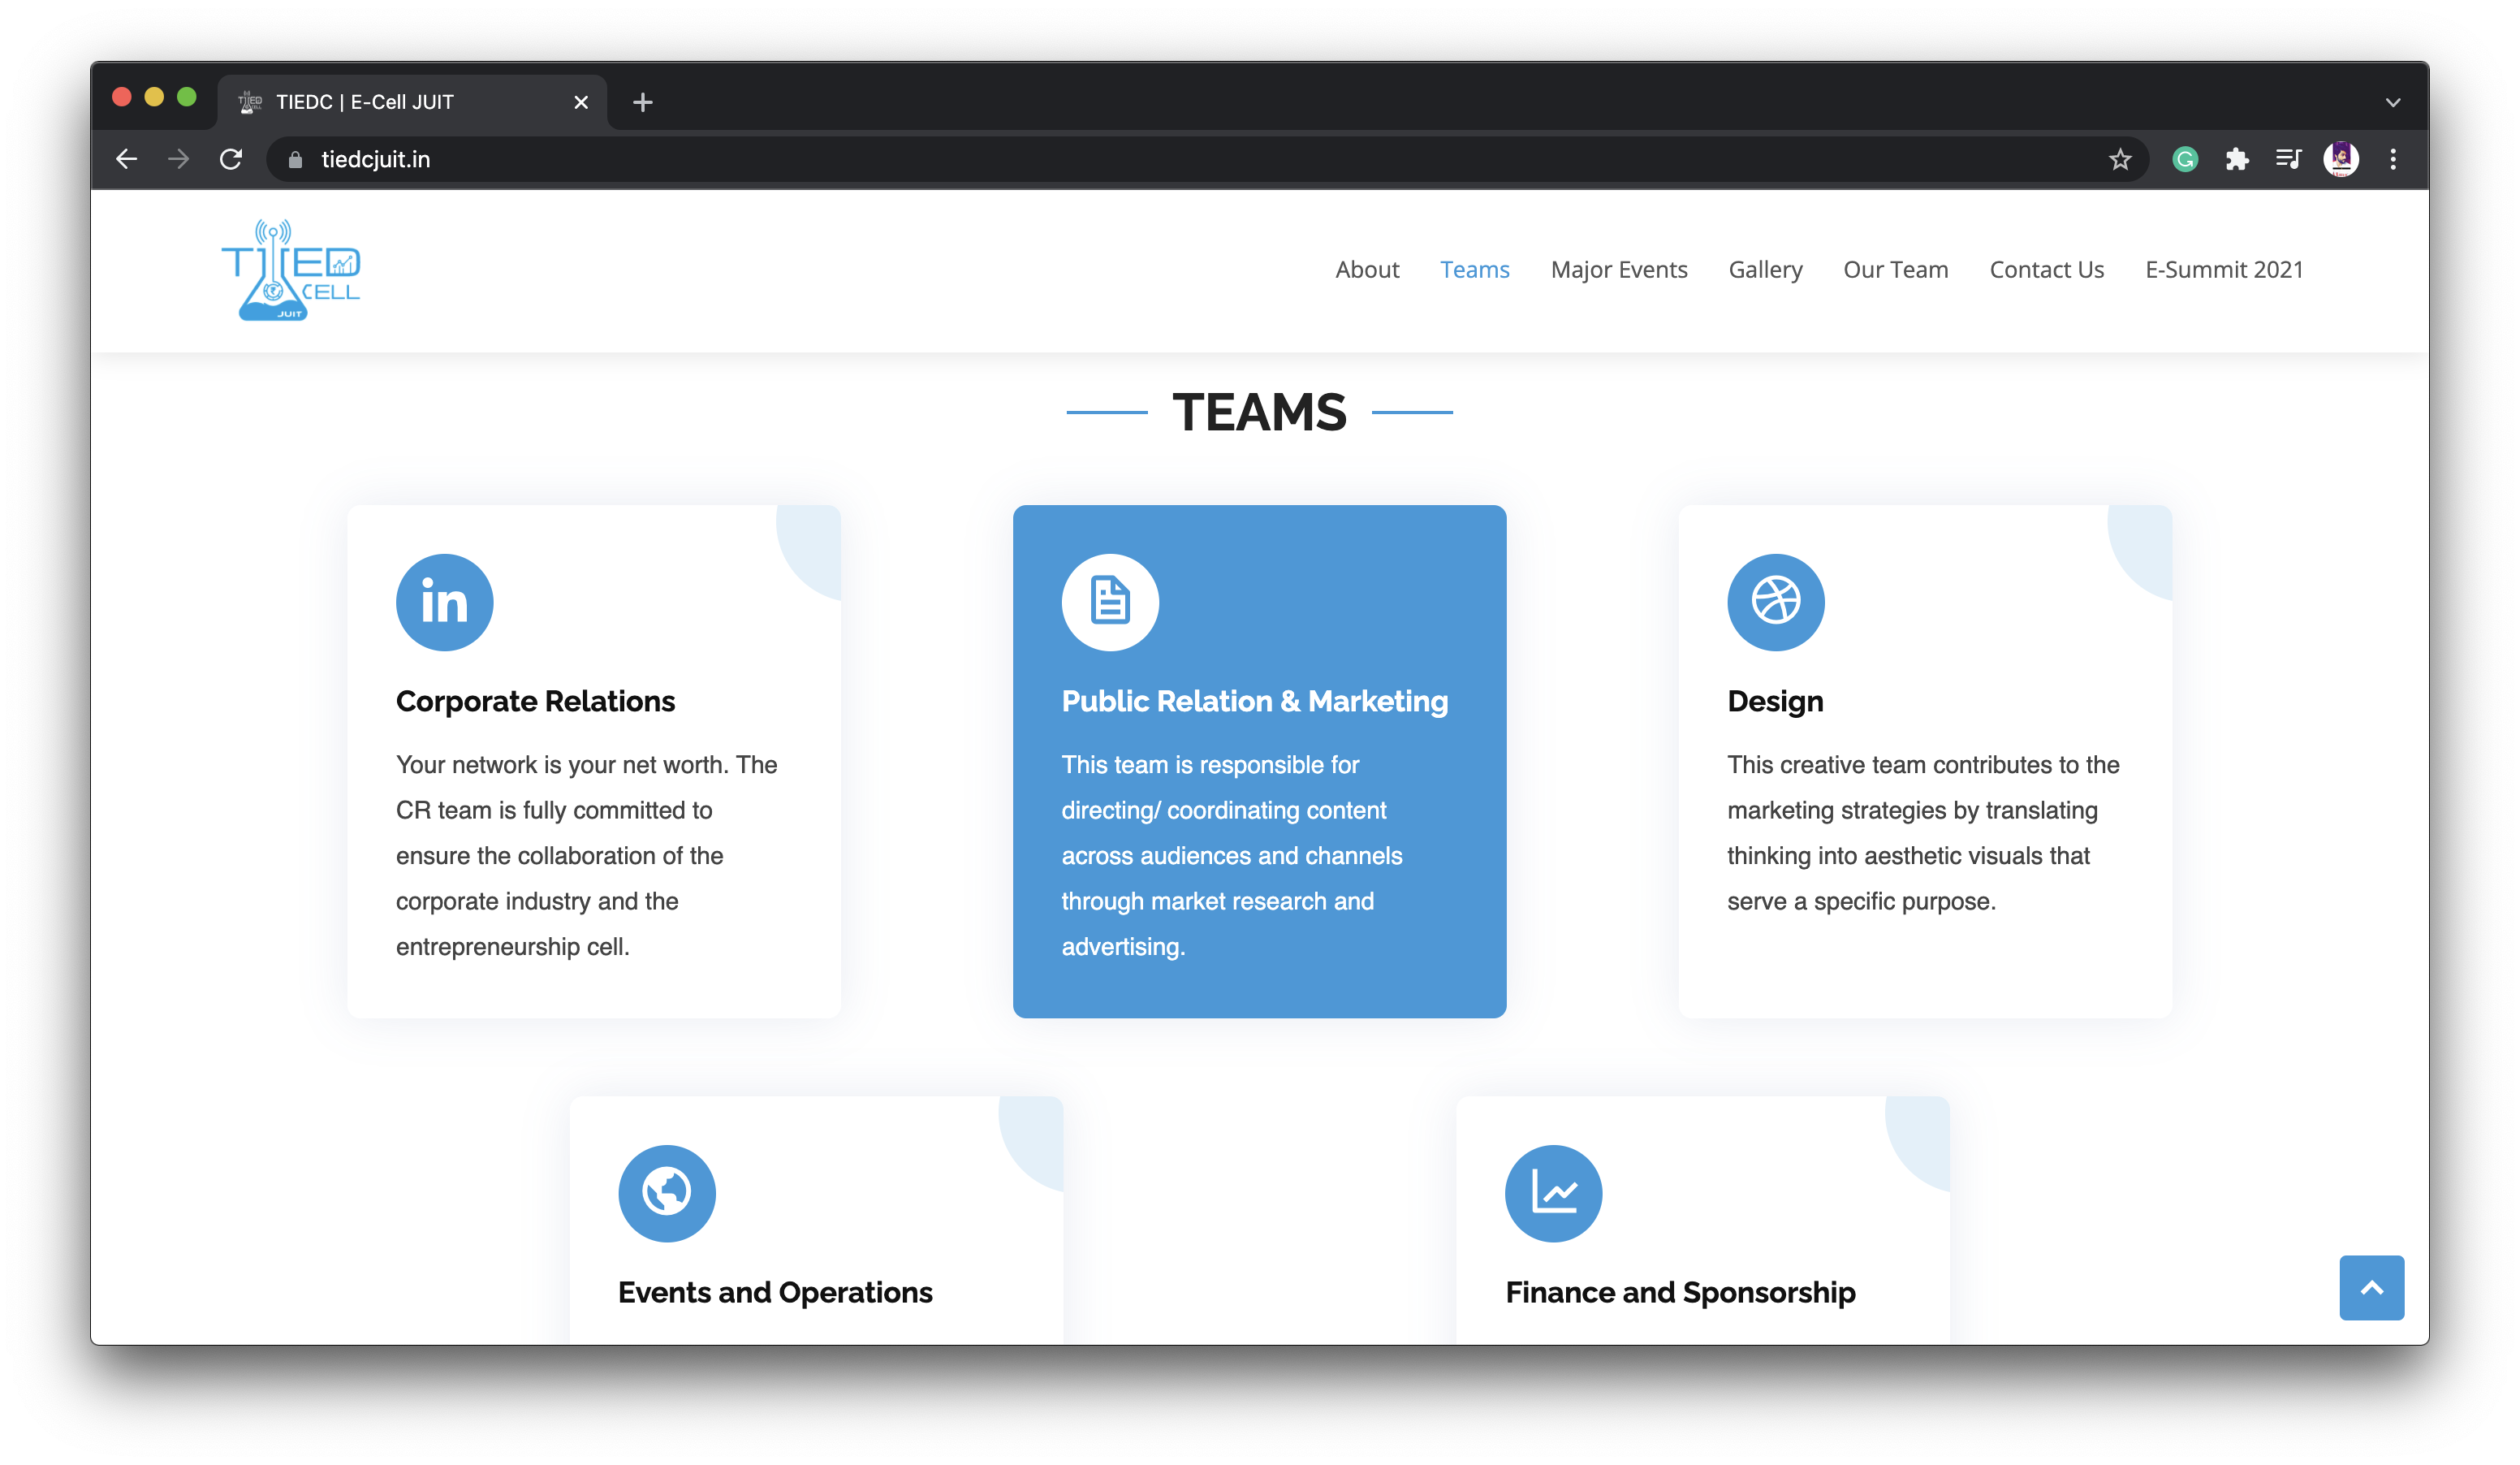 TIEDC | E-Cell JUIT
tiedcjuit.in
TIED
CELL
JUIT
About Teams Major Events Gallery Our Team Contact Us E-Summit 2021
TEAMS
in
Corporate Relations
Your network is your net worth. The
CR team is fully committed to
ensure the collaboration of the
corporate industry and the
entrepreneurship cell.
Public Relation & Marketing
This team is responsible for
directing/ coordinating content
across audiences and channels
through market research and
advertising.
Design
This creative team contributes to the
marketing strategies by translating
thinking into aesthetic visuals that
serve a specific purpose.
Events and Operations
Finance and Sponsorship